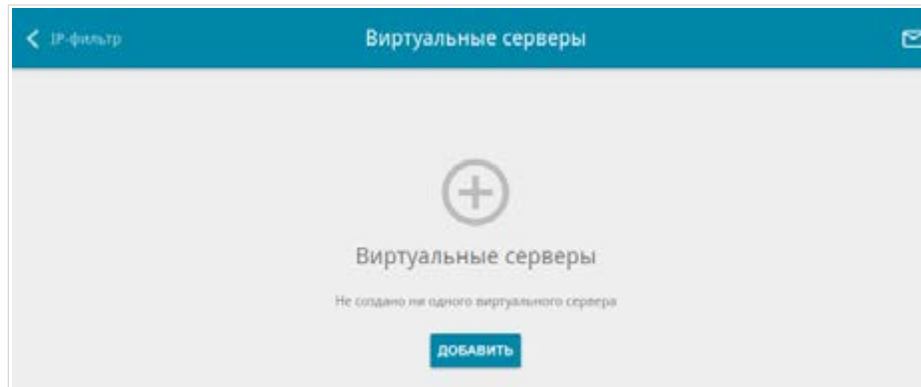 IP-фильтр
Виртуальные серверы
Виртуальные серверы
Не создано ни одного виртуального сервера
ДОБАВИТЬ